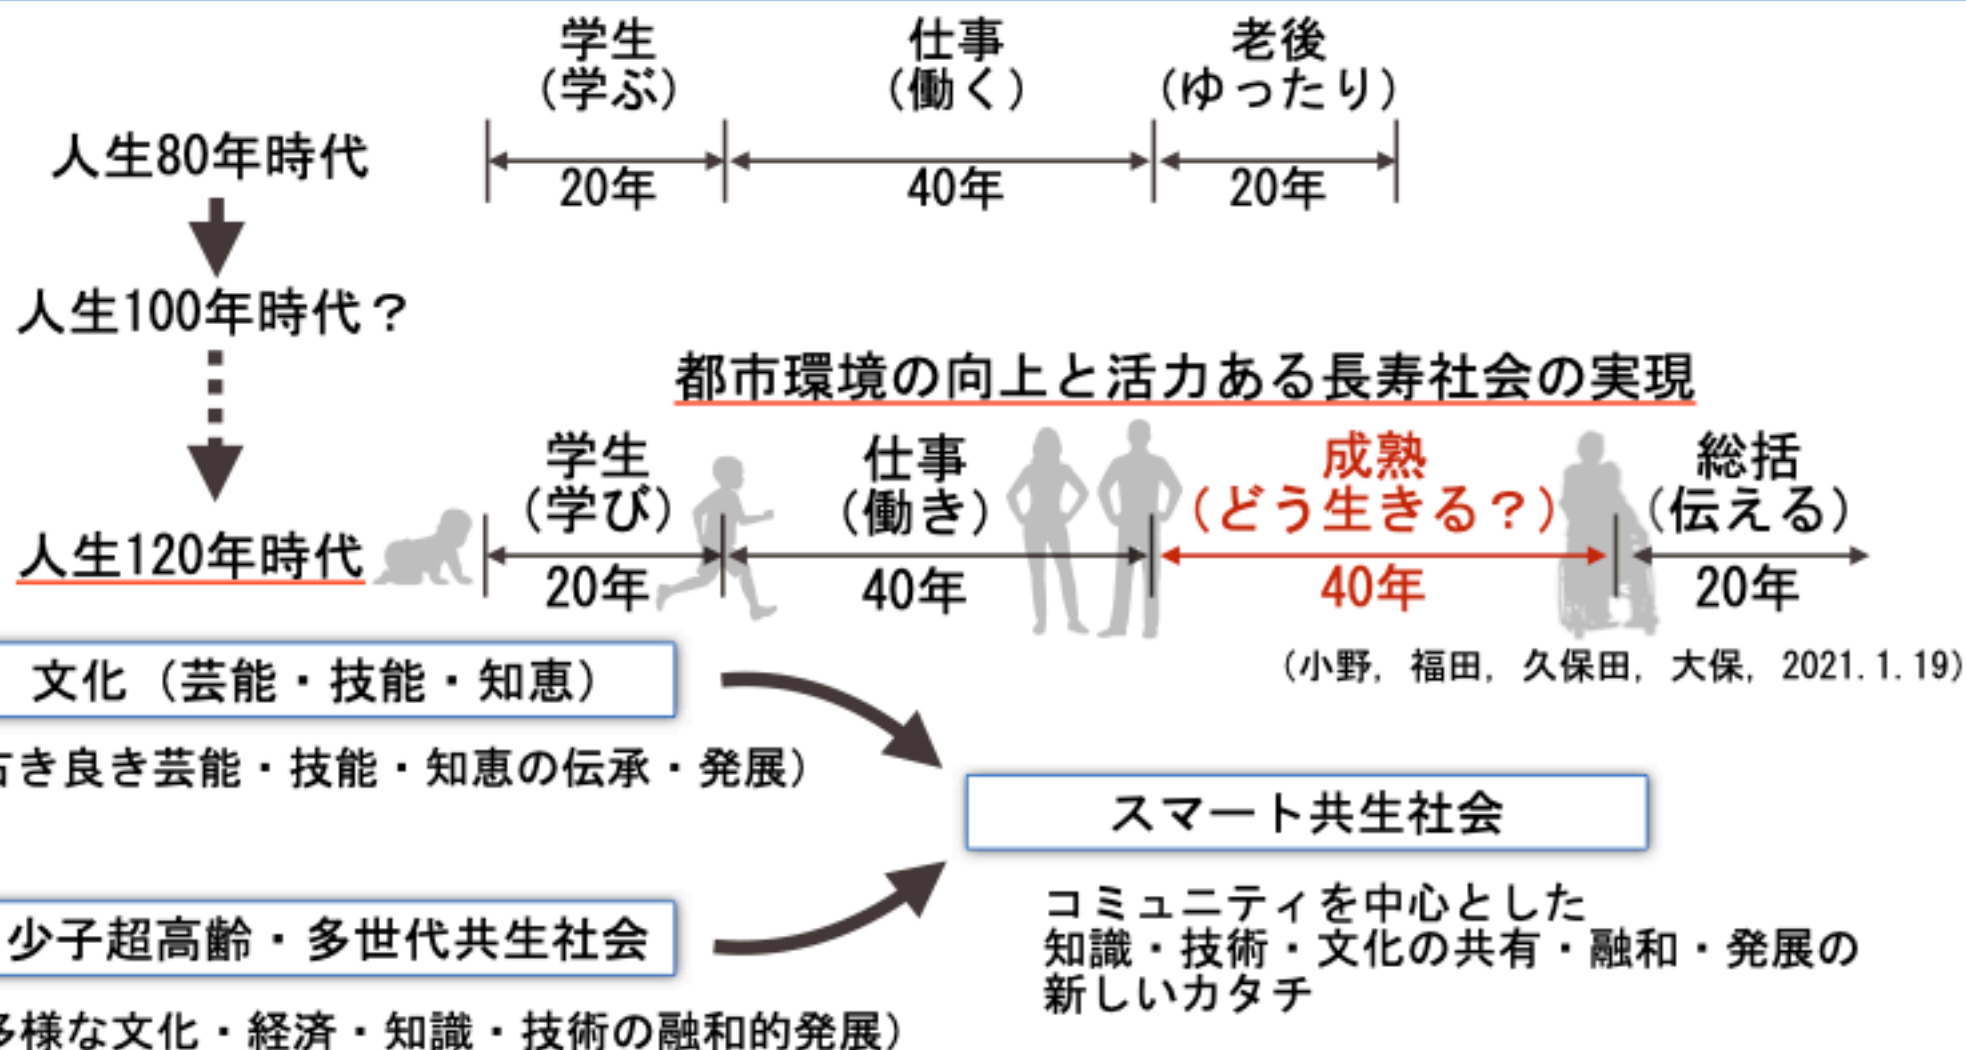 学生
(学ぶ)
仕事
(働く)
老後
(ゆったり)
人生80年時代
20年
40年
20年
人生100年時代？
都市環境の向上と活力ある長寿社会の実現
学生
(学び)
仕事
(働き)
成熟
(どう生きる？)
総括
(伝える)
人生120年時代
20年
40年
40年
20年
(小野, 福田, 久保田, 大保, 2021.1.19)
文化（芸能・技能・知恵）
古き良き芸能・技能・知恵の伝承・発展）
スマート共生社会
少子超高齢・多世代共生社会
コミュニティを中心とした
知識・技術・文化の共有・融和・発展の
新しいカタチ
多様な文化・経済・知識・技術の融和的発展）